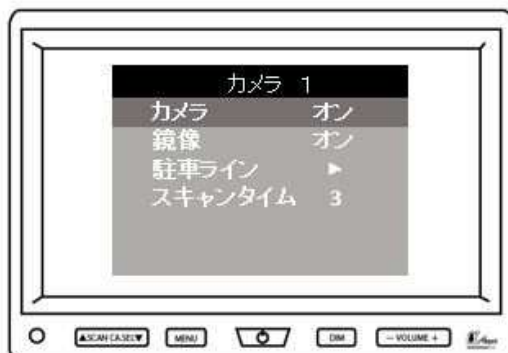 カメラ 1
カメラ オン
鏡像 オン
駐車ライン ▶
スキャンタイム 3
▲SCAN CA.SEL▼ MENU DIM − VOLUME +